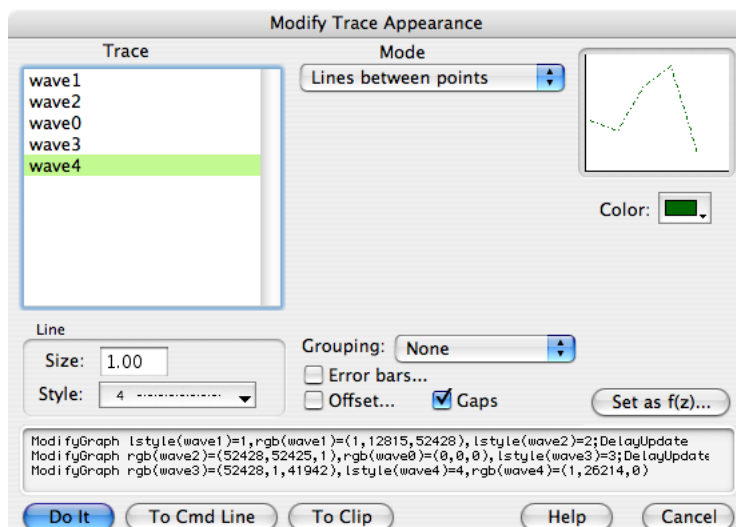 Modify Trace Appearance
Trace
Mode
wave1
wave2
wave0
wave3
wave4
Lines between points
Color:
Line
Size: 1.00
Style: 4
Grouping: None
Error bars...
Offset...
Gaps
Set as f(z)...
ModifyGraph lstyle(wave1)=1,rgb(wave1)=(1,12815,52428),lstyle(wave2)=2;DelayUpdate
ModifyGraph rgb(wave2)=(52428,52425,1),rgb(wave0)=(0,0,0),lstyle(wave3)=3;DelayUpdate
ModifyGraph rgb(wave3)=(52428,1,41942),lstyle(wave4)=4,rgb(wave4)=(1,26214,0)
Do It
To Cmd Line
To Clip
Help
Cancel